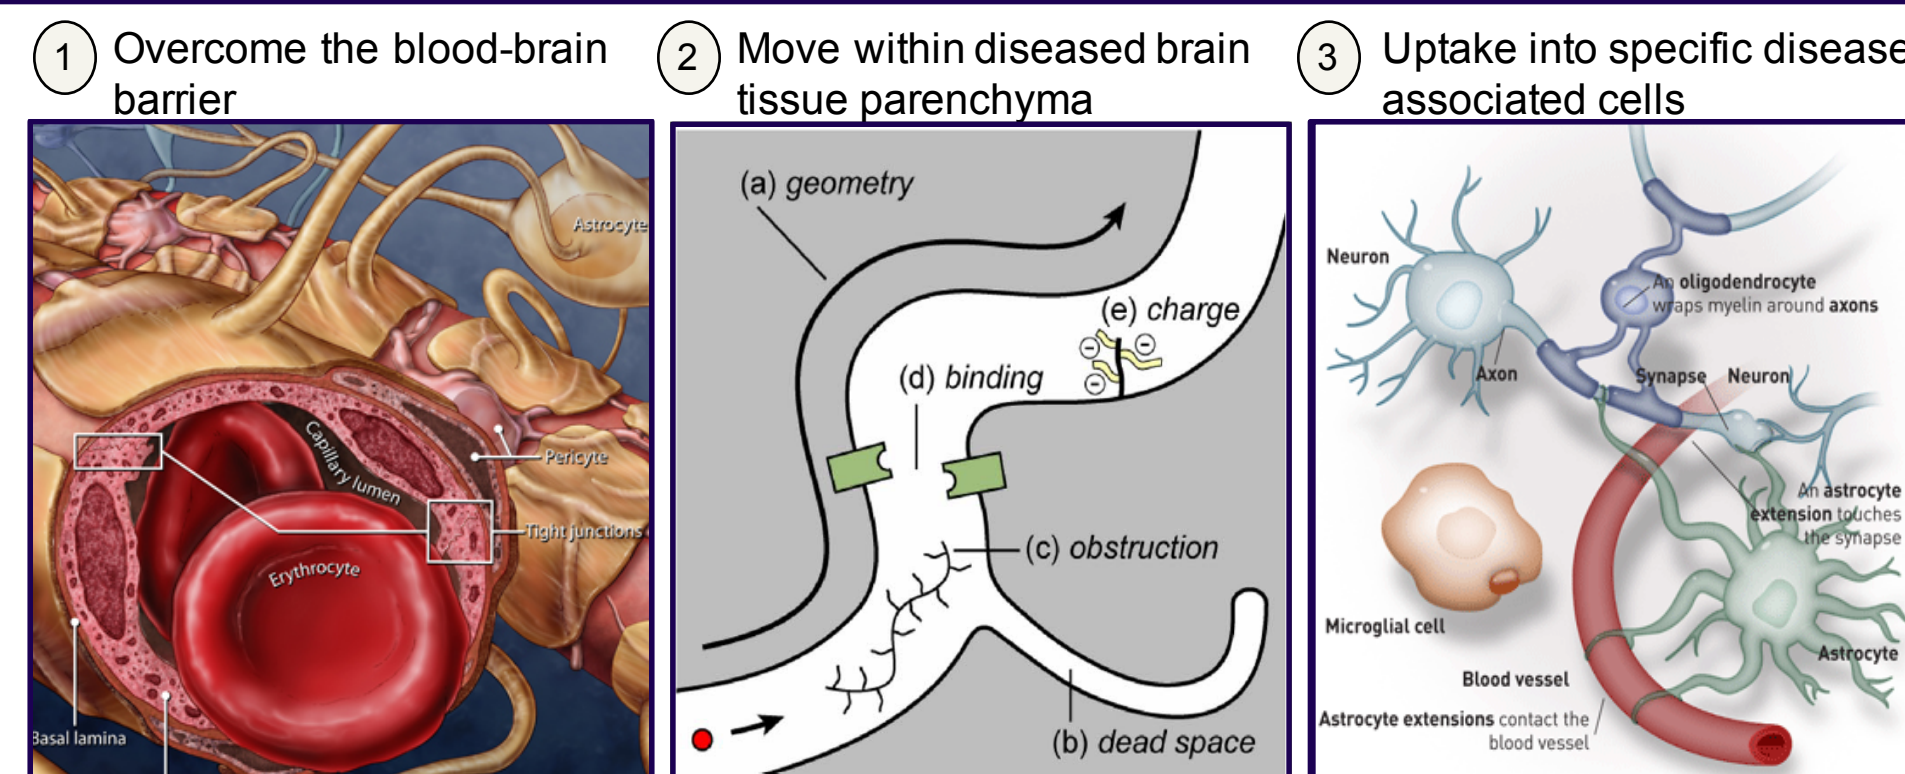 1 Overcome the blood-brain
barrier
2 Move within diseased brain
tissue parenchyma
3 Uptake into specific disease
associated cells
Astrocyte
Capillary lumen
Pericyte
Tight junctions
Erythrocyte
Basal lamina
(a) geometry
(e) charge
(d) binding
(c) obstruction
(b) dead space
Neuron
An oligodendrocyte
wraps myelin around axons
Axon
Synapse
Neuron
An astrocyte
extension touches
the synapse
Microglial cell
Astrocyte
Blood vessel
Astrocyte extensions contact the
blood vessel